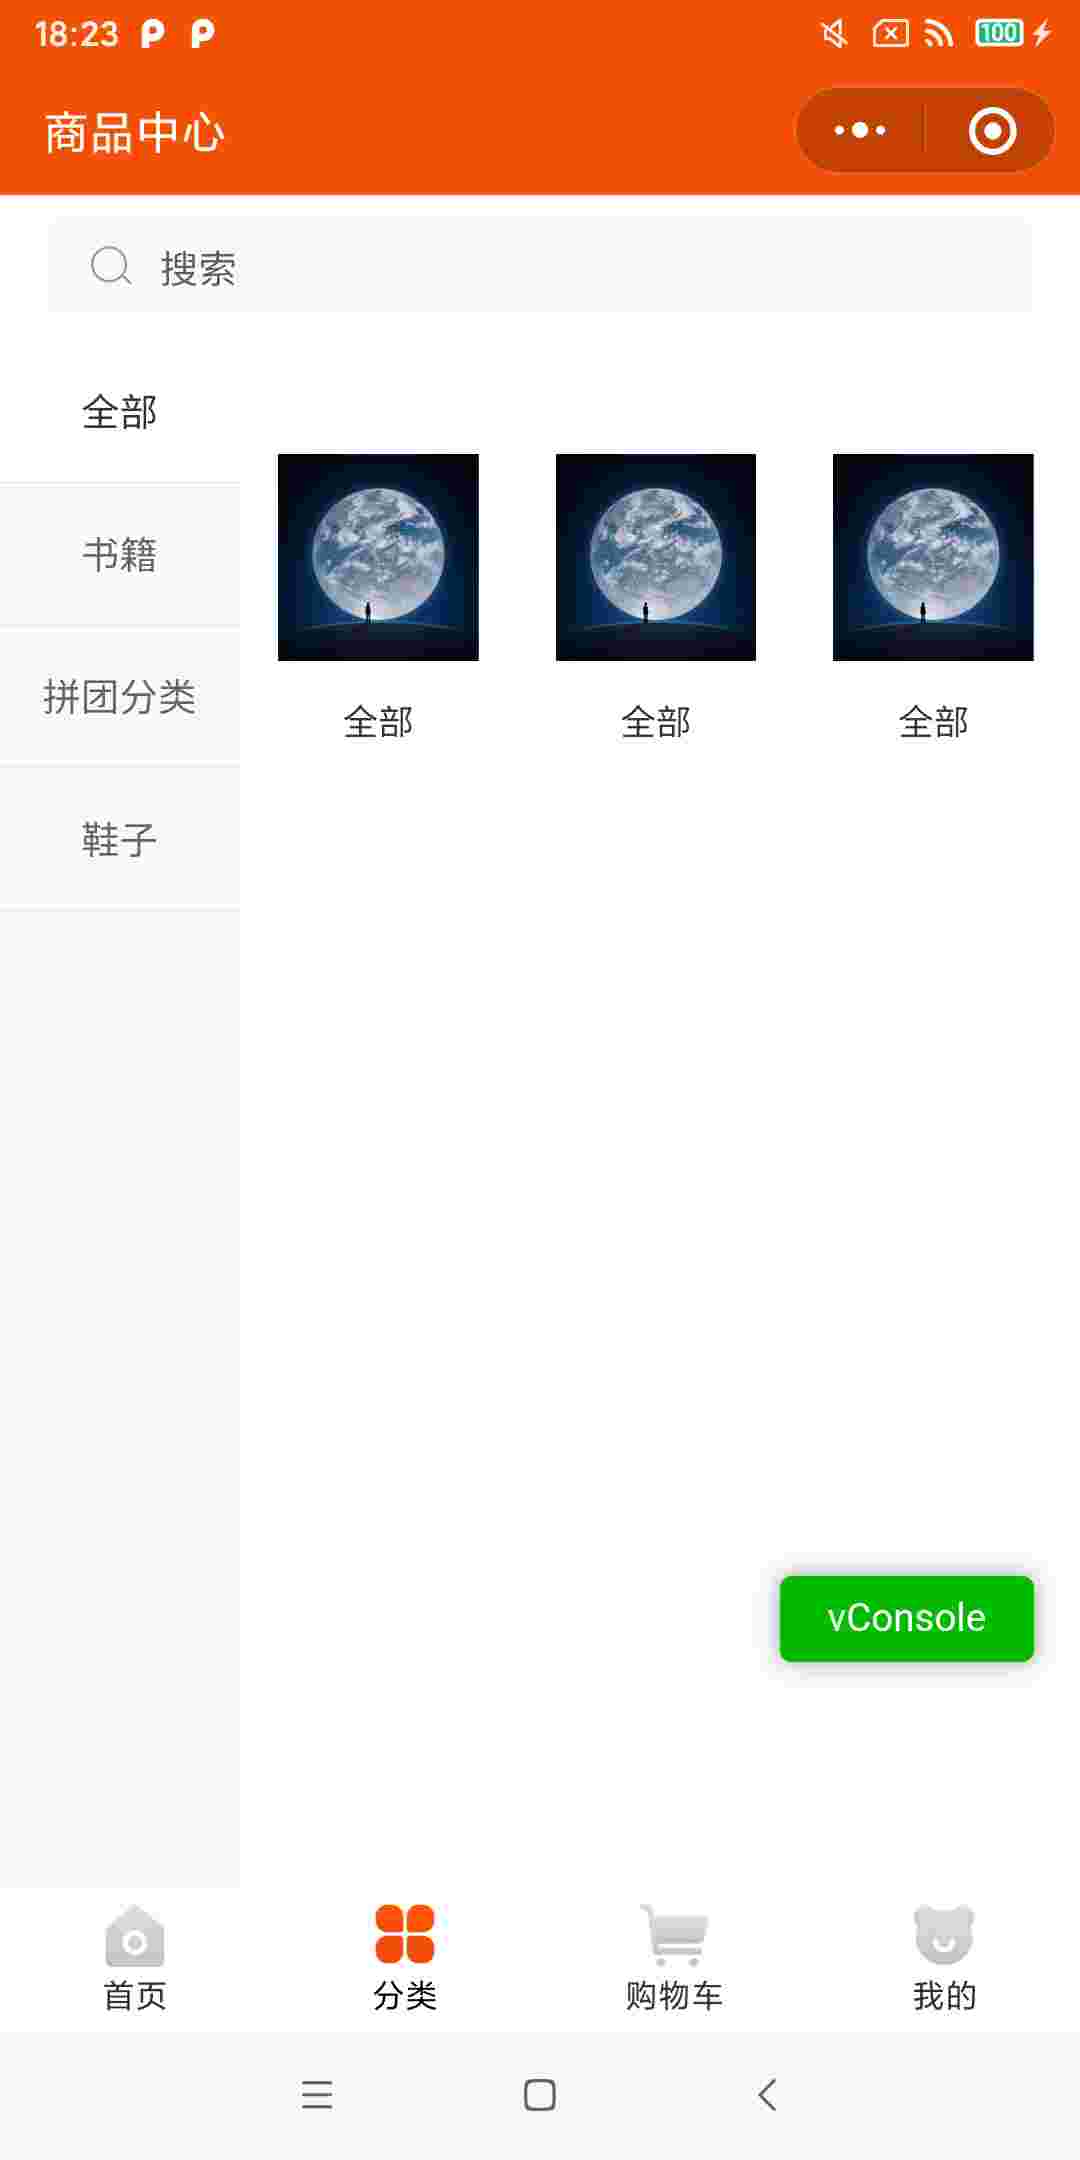 18:23
100
商品中心
搜索
全部
书籍
拼团分类
鞋子
全部
全部
全部
vConsole
首页
分类
购物车
我的